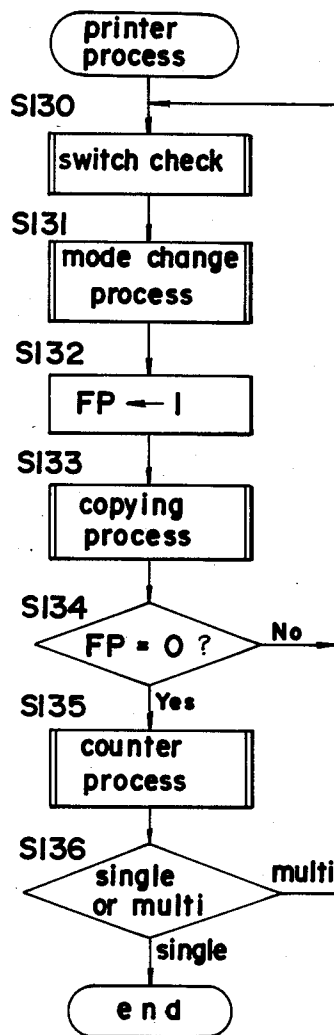 printer
process
S130
switch check
S131
mode change
process
S132
FP ← 1
S133
copying
process
S134
FP = 0 ?
No
Yes
S135
counter
process
S136
single
or multi
multi
single
end